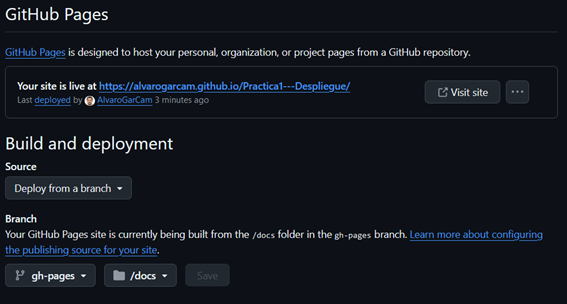 GitHub Pages
GitHub Pages is designed to host your personal, organization, or project pages from a GitHub repository.
Your site is live at https://alvarogarcam.github.io/Practica1---Despliegue/
Last deployed by AlvaroGarCam 3 minutes ago
Visit site
Build and deployment
Source
Deploy from a branch
Branch
Your GitHub Pages site is currently being built from the /docs folder in the gh-pages branch. Learn more about configuring
the publishing source for your site.
gh-pages /docs Save